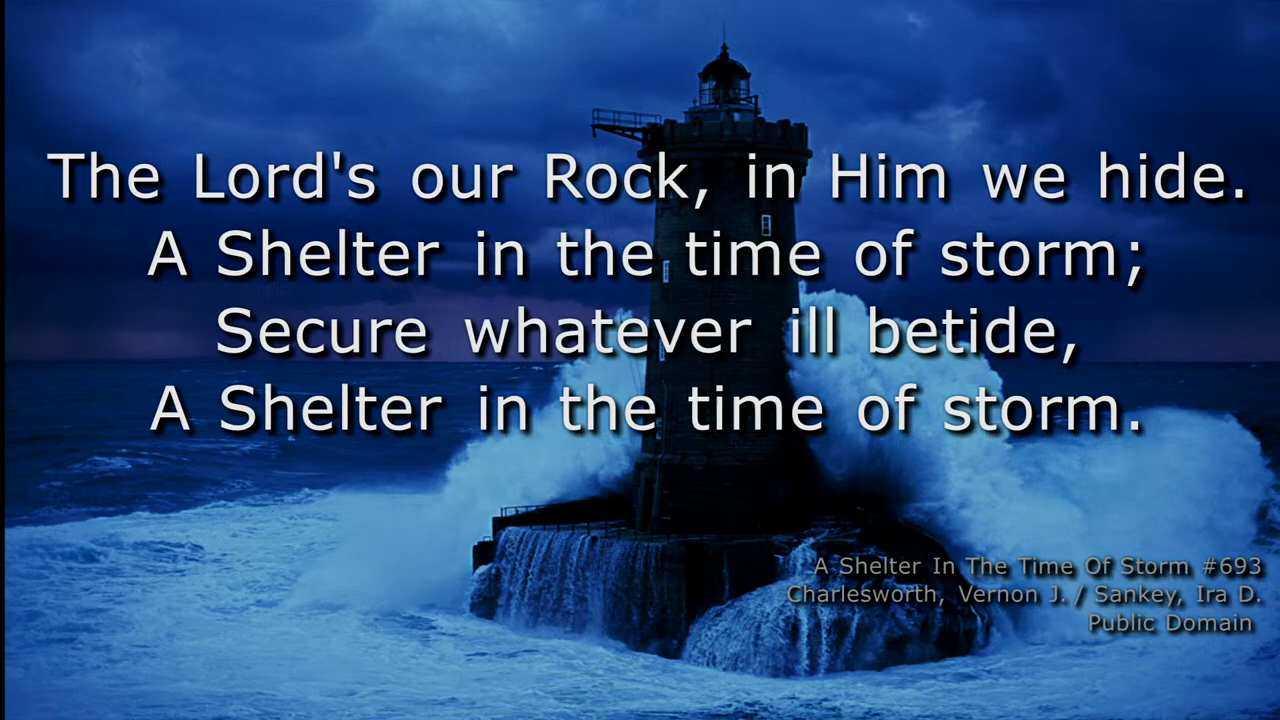 The Lord's our Rock, in Him we hide.
A Shelter in the time of storm;
Secure whatever ill betide,
A Shelter in the time of storm.
A Shelter In The Time Of Storm #693
Charlesworth, Vernon J. / Sankey, Ira D.
Public Domain